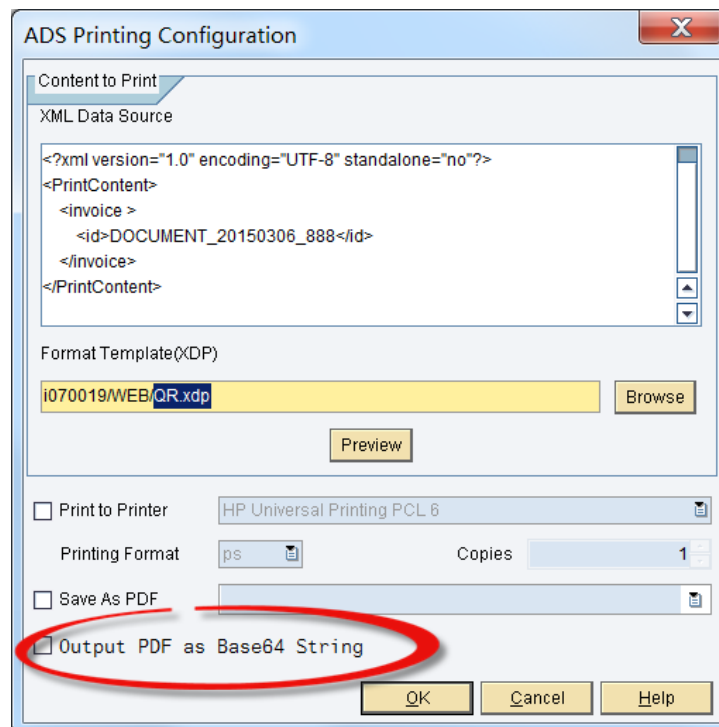 ADS Printing Configuration
X
Content to Print
XML Data Source
<?xml version="1.0" encoding="UTF-8" standalone="no"?>
<PrintContent>
<invoice >
<id>DOCUMENT_20150306_888</id>
</invoice>
</PrintContent>
Format Template(XDP)
i070019/WEB/QR.xdp Browse
Preview
Print to Printer HP Universal Printing PCL 6
Printing Format ps Copies 1
Save As PDF
Output PDF as Base64 String
OK Cancel Help